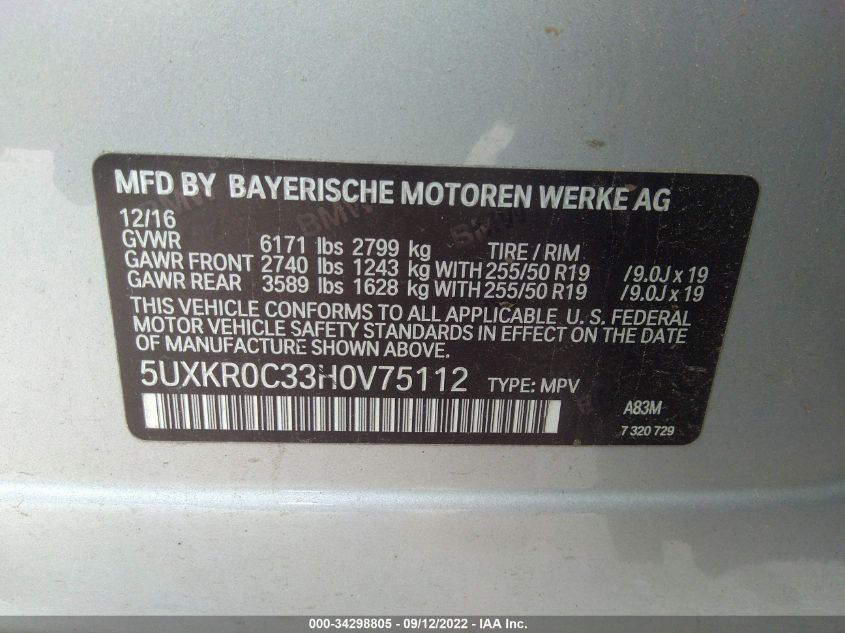 MFD BY BAYERISCHE MOTOREN WERKE AG
12/16
GVWR 6171 lbs 2799 kg TIRE / RIM
GAWR FRONT 2740 lbs 1243 kg WITH 255/50 R19 /9.0J x 19
GAWR REAR 3589 lbs 1628 kg WITH 255/50 R19 /9.0J x 19
THIS VEHICLE CONFORMS TO ALL APPLICABLE U. S. FEDERAL
MOTOR VEHICLE SAFETY STANDARDS IN EFFECT ON THE DATE
OF MANUFACTURE SHOWN ABOVE.
5UXKR0C33H0V75112 TYPE: MPV
A83M
7 320 729
000-34298805 - 09/12/2022 - IAA Inc.